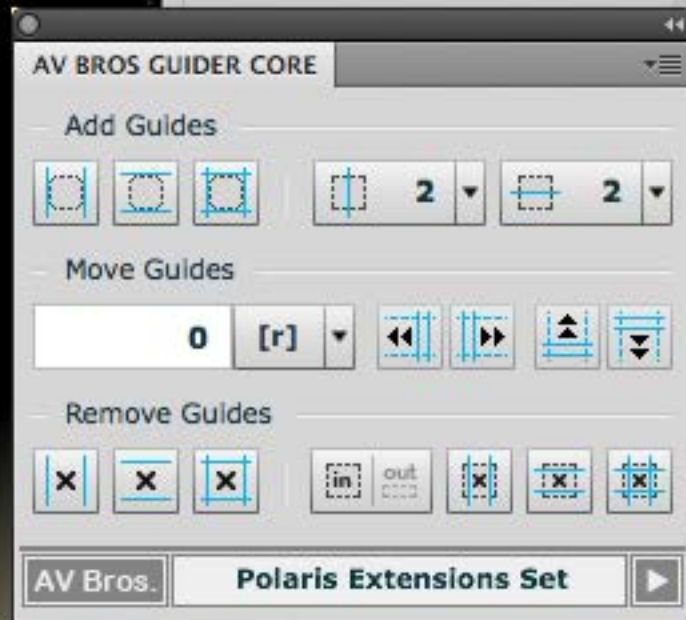 AV BROS GUIDER CORE
Add Guides
2 2
Move Guides
0 [r]
Remove Guides
in out
AV Bros. Polaris Extensions Set